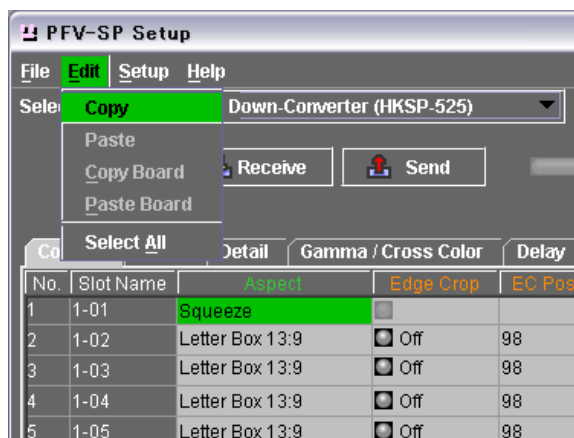 PFV-SP Setup
File Edit Setup Help
Down-Converter (HKSP-525)
Copy
Paste
Copy Board
Paste Board
Select All
Receive Send
Detail Gamma / Cross Color Delay
No. Slot Name Aspect Edge Crop EC Pos
1 1-01 Squeeze
2 1-02 Letter Box 13:9 Off 98
3 1-03 Letter Box 13:9 Off 98
4 1-04 Letter Box 13:9 Off 98
5 1-05 Letter Box 13:9 Off 98